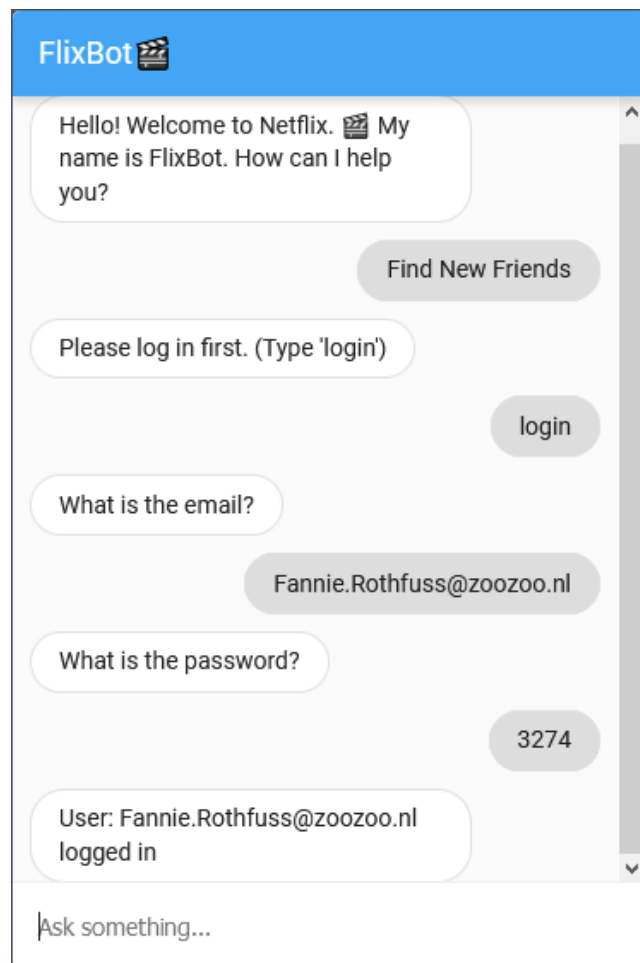 FlixBot🎬
Hello! Welcome to Netflix. 🎬 My
name is FlixBot. How can I help
you?
Find New Friends
Please log in first. (Type 'login')
login
What is the email?
Fannie.Rothfuss@zoozoo.nl
What is the password?
3274
User: Fannie.Rothfuss@zoozoo.nl
logged in
Ask something...